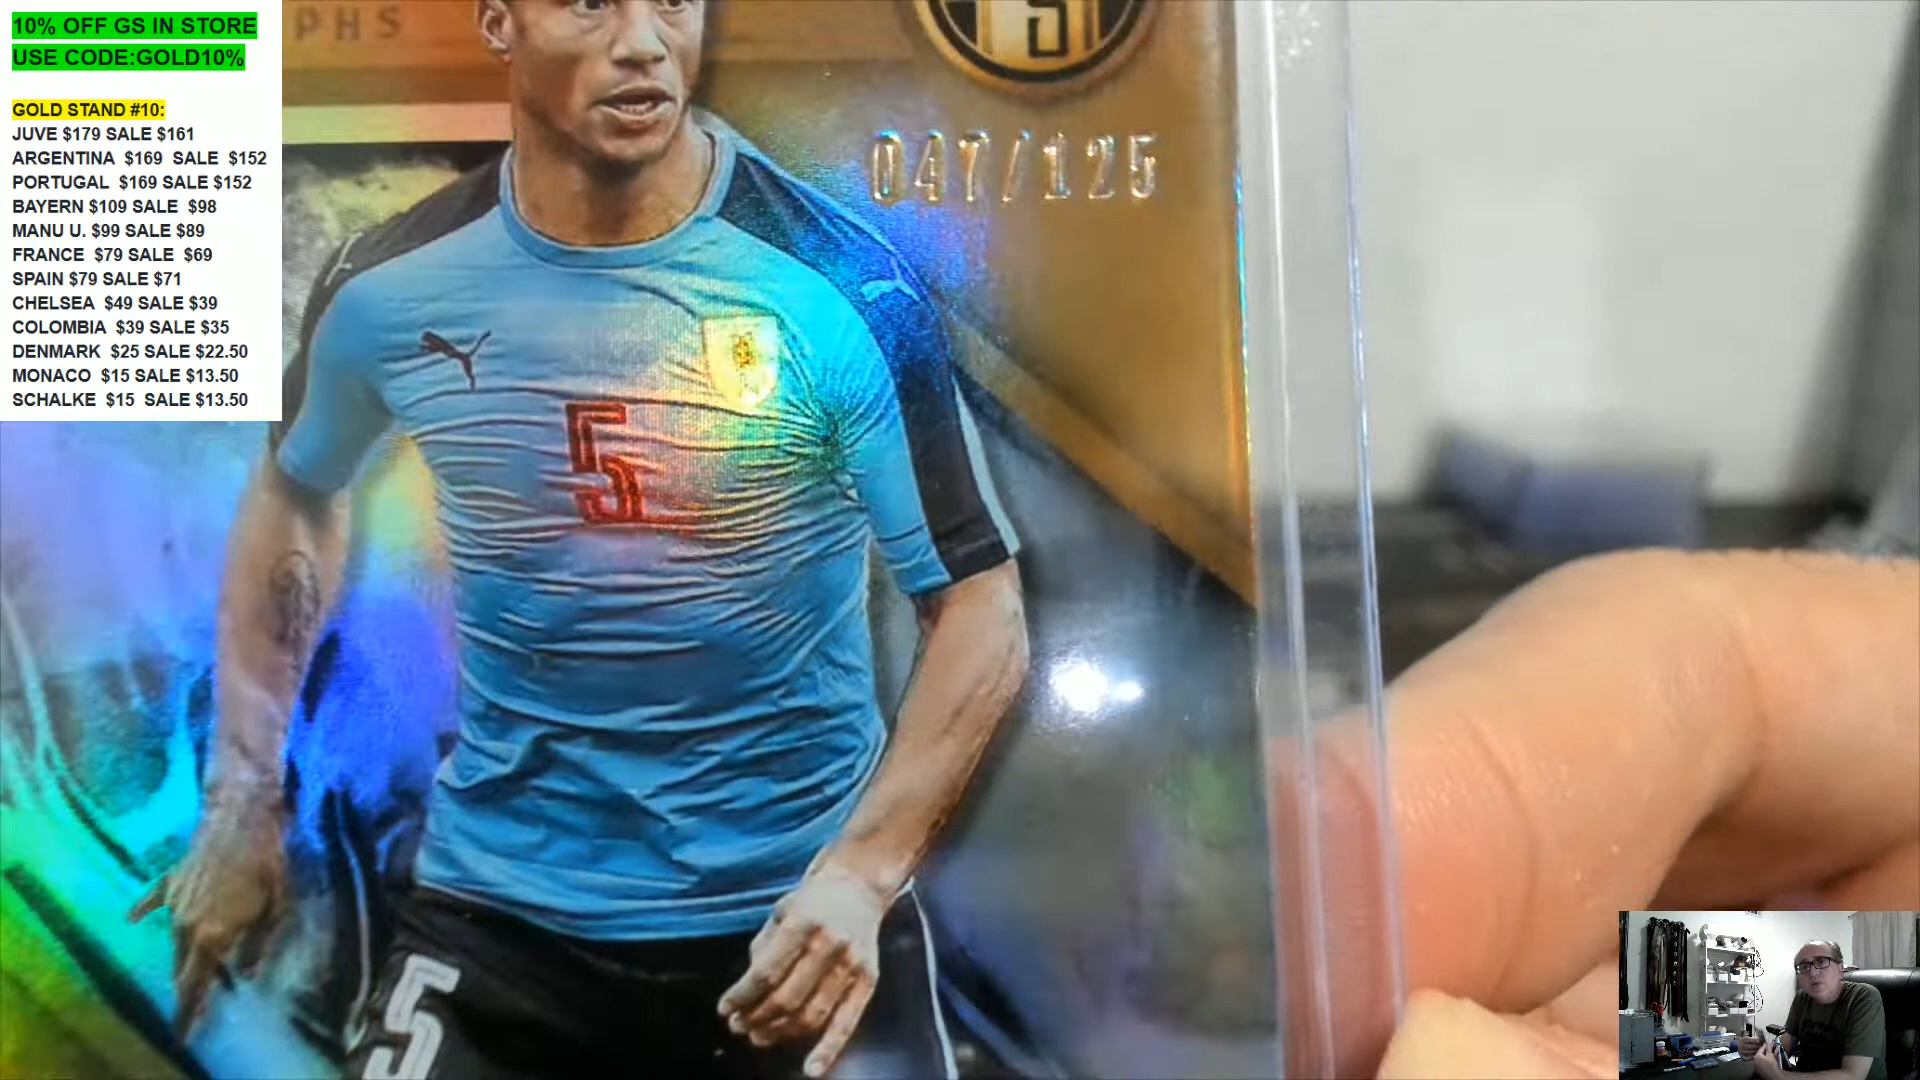 10% OFF GS IN STORE
USE CODE:GOLD10%
GOLD STAND #10:
JUVE $179 SALE $161
ARGENTINA $169 SALE $152
PORTUGAL $169 SALE $152
BAYERN $109 SALE $98
MANU U. $99 SALE $89
FRANCE $79 SALE $69
SPAIN $79 SALE $71
CHELSEA $49 SALE $39
COLOMBIA $39 SALE $35
DENMARK $25 SALE $22.50
MONACO $15 SALE $13.50
SCHALKE $15 SALE $13.50
PHS
047/125
5
5